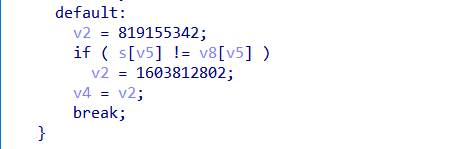 default:
v2 = 819155342;
if ( s[v5] != v8[v5] )
v2 = 1603812802;
v4 = v2;
break;
}